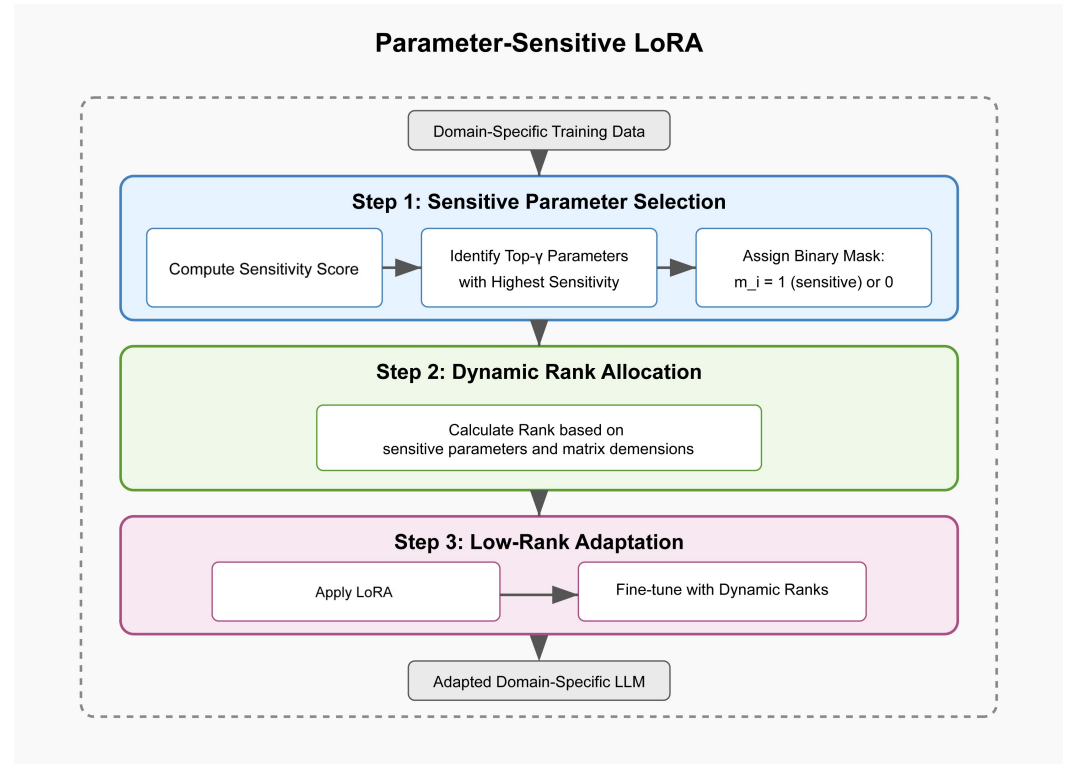 Parameter-Sensitive LoRA
Domain-Specific Training Data
Step 1: Sensitive Parameter Selection
Compute Sensitivity Score
Identify Top-γ Parameters
with Highest Sensitivity
Assign Binary Mask:
m_i = 1 (sensitive) or 0
Step 2: Dynamic Rank Allocation
Calculate Rank based on
sensitive parameters and matrix demensions
Step 3: Low-Rank Adaptation
Apply LoRA
Fine-tune with Dynamic Ranks
Adapted Domain-Specific LLM